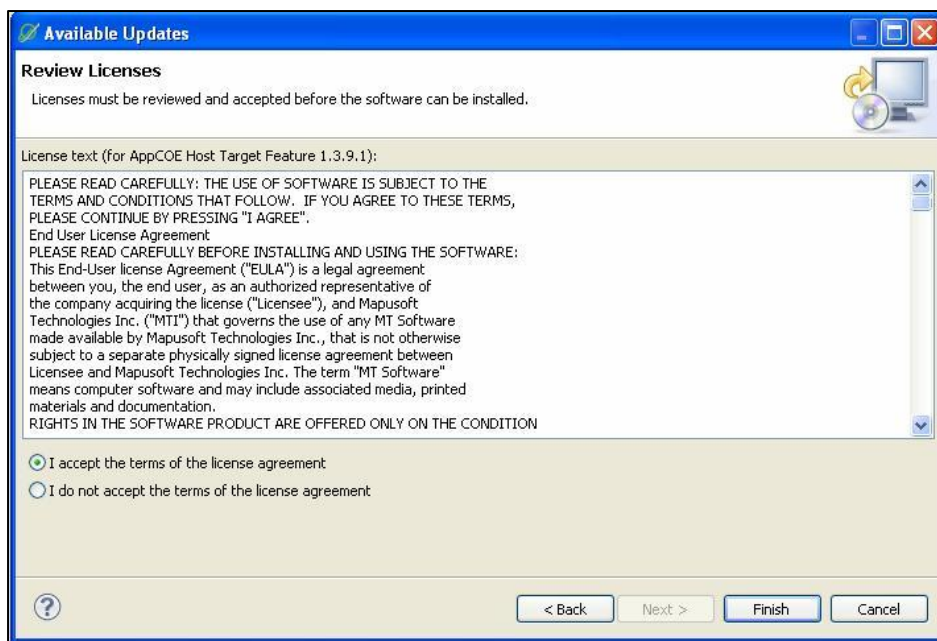 Available Updates
Review Licenses
Licenses must be reviewed and accepted before the software can be installed.
License text (for AppCOE Host Target Feature 1.3.9.1):
PLEASE READ CAREFULLY: THE USE OF SOFTWARE IS SUBJECT TO THE
TERMS AND CONDITIONS THAT FOLLOW. IF YOU AGREE TO THESE TERMS,
PLEASE CONTINUE BY PRESSING "I AGREE".
End User License Agreement
PLEASE READ CAREFULLY BEFORE INSTALLING AND USING THE SOFTWARE:
This End-User license Agreement ("EULA") is a legal agreement
between you, the end user, as an authorized representative of
the company acquiring the license ("Licensee"), and Mapusoft
Technologies Inc. ("MTI") that governs the use of any MT Software
made available by Mapusoft Technologies Inc., that is not otherwise
subject to a separate physically signed license agreement between
Licensee and Mapusoft Technologies Inc. The term "MT Software"
means computer software and may include associated media, printed
materials and documentation.
RIGHTS IN THE SOFTWARE PRODUCT ARE OFFERED ONLY ON THE CONDITION
I accept the terms of the license agreement
I do not accept the terms of the license agreement
? < Back Next > Finish Cancel